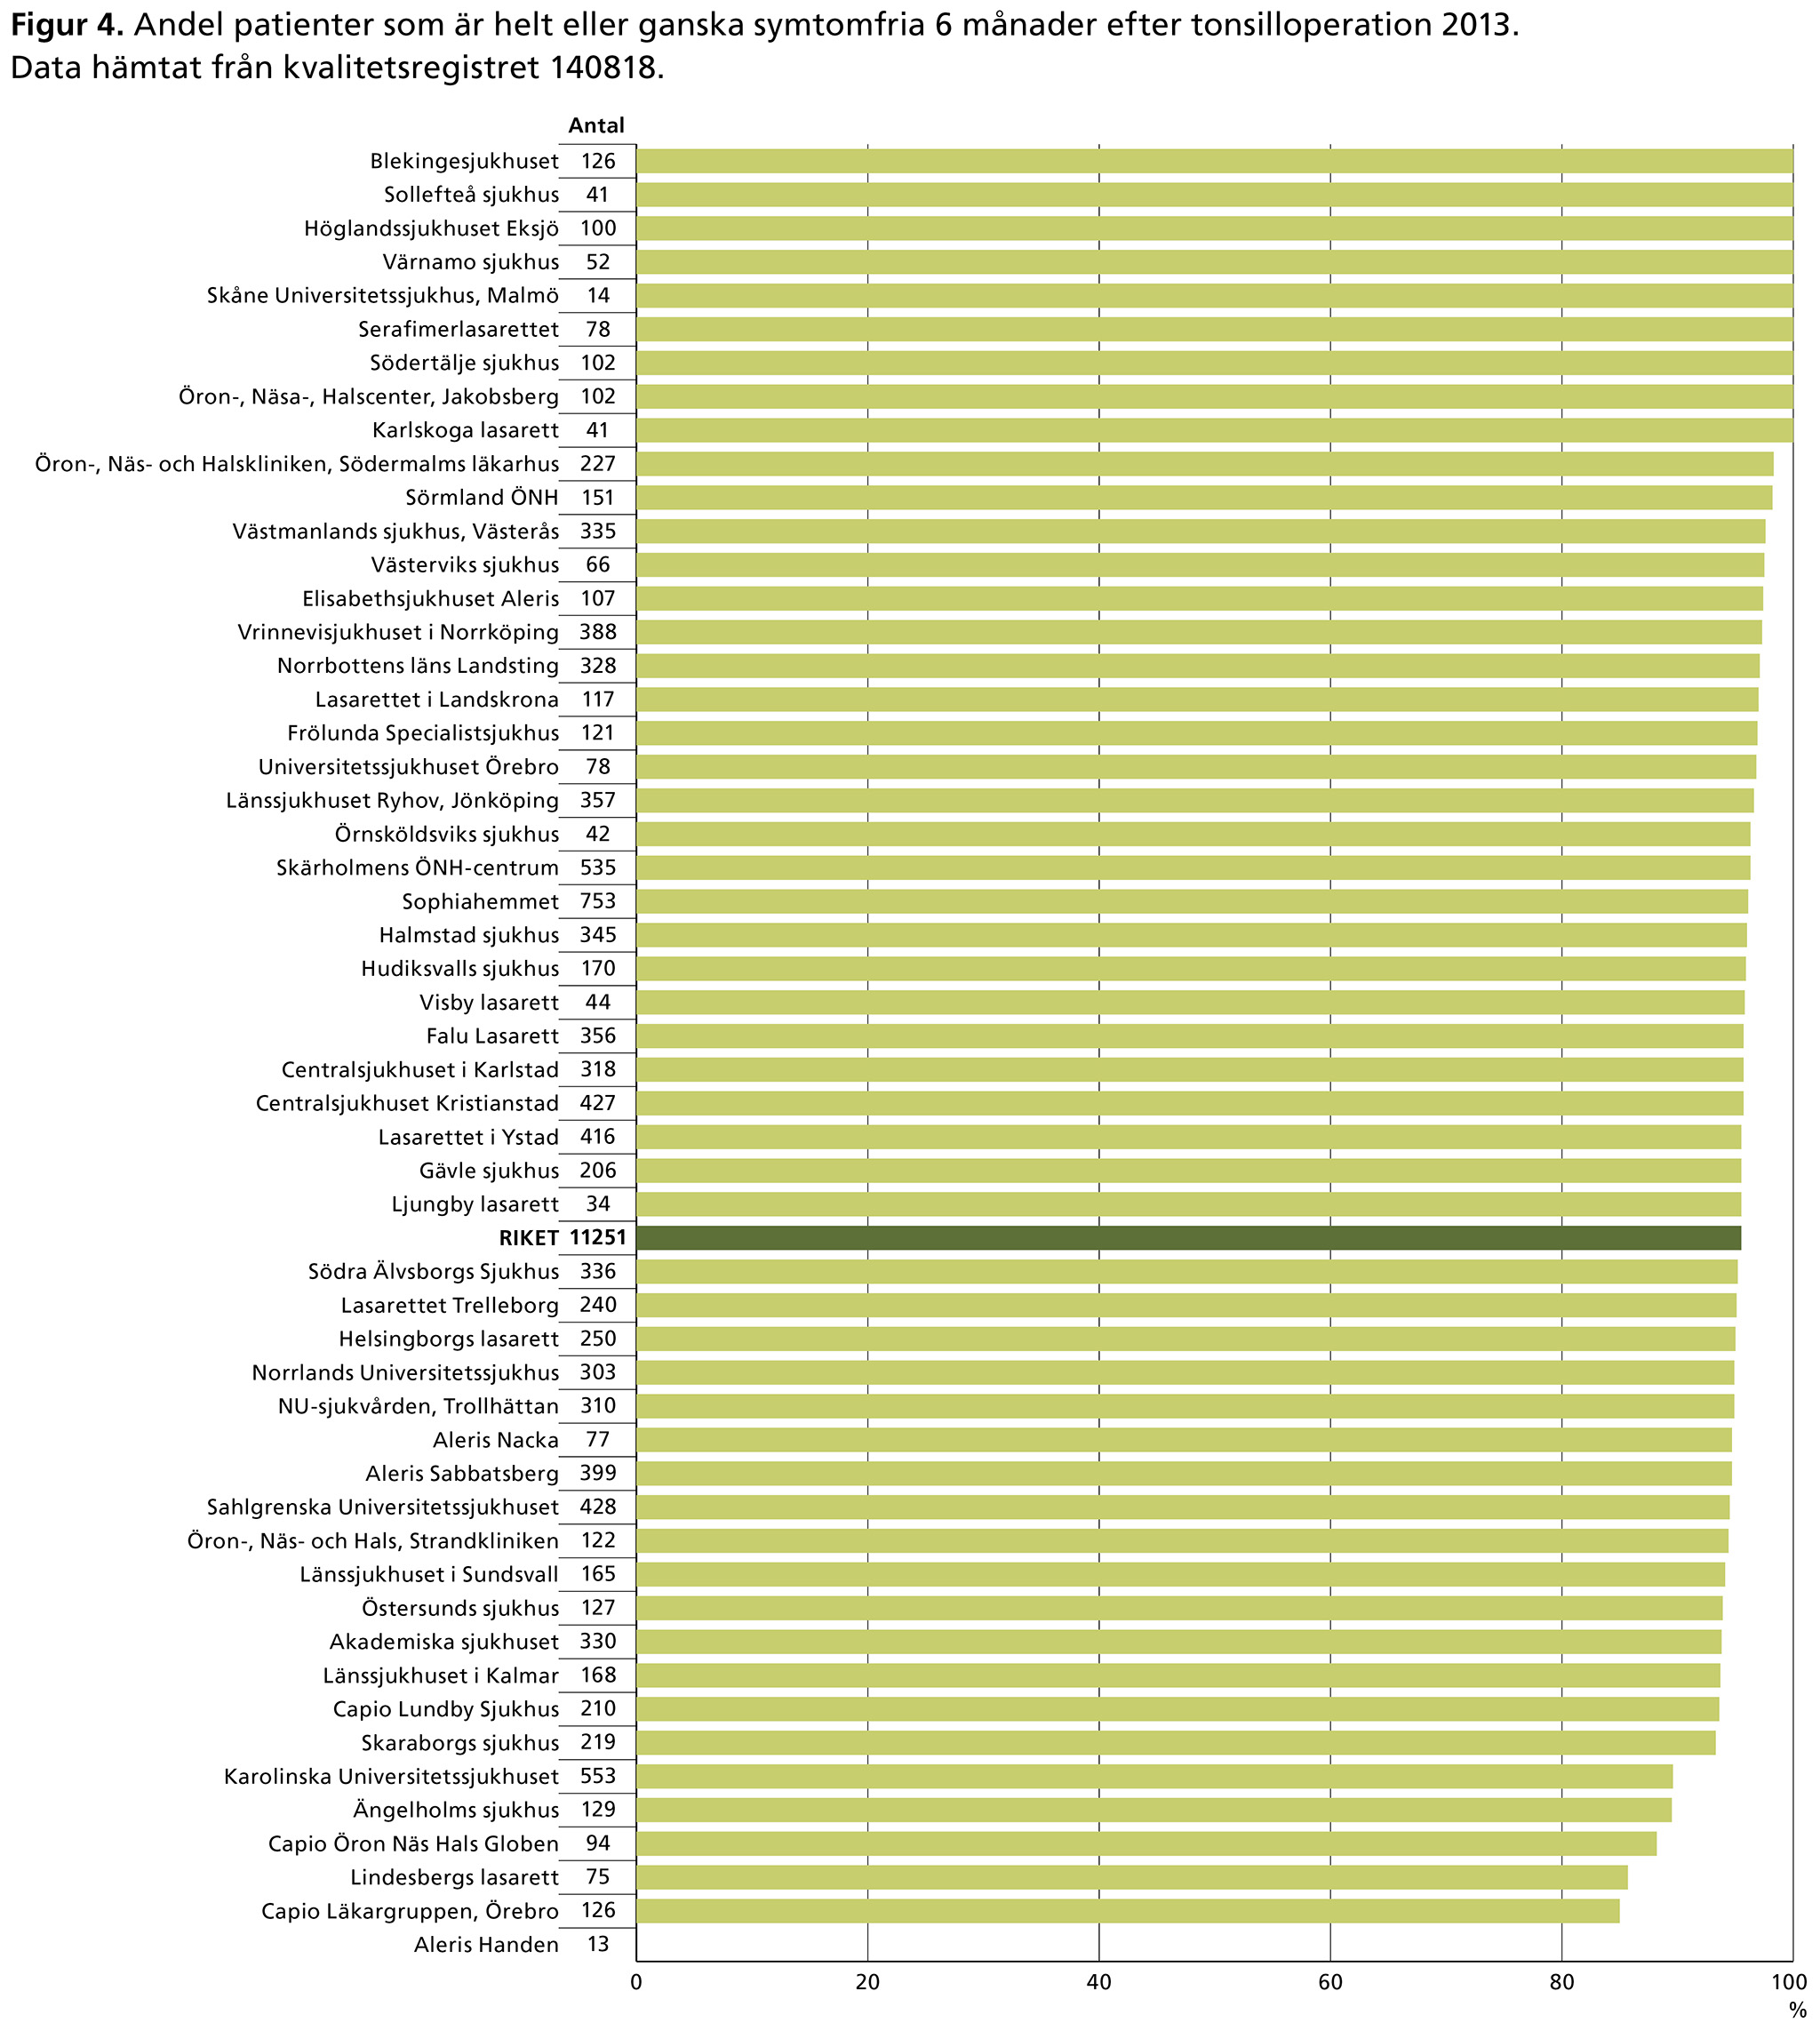 Figur 4. Andel patienter som är helt eller ganska symtomfria 6 månader efter tonsilloperation 2013.
Data hämtat från kvalitetsregistret 140818.
Antal
Blekingesjukhuset 126
Sollefteå sjukhus 41
Höglandssjukhuset Eksjö 100
Värnamo sjukhus 52
Skåne Universitetssjukhus, Malmö 14
Serafimerlasarettet 78
Södertälje sjukhus 102
Öron-, Näsa-, Halscenter, Jakobsberg 102
Karlskoga lasarett 41
Öron-, Näs- och Halskliniken, Södermalms läkarhus 227
Sörmland ÖNH 151
Västmanlands sjukhus, Västerås 335
Västerviks sjukhus 66
Elisabethsjukhuset Aleris 107
Vrinnevisjukhuset i Norrköping 388
Norrbottens läns Landsting 328
Lasarettet i Landskrona 117
Frölunda Specialistsjukhus 121
Universitetssjukhuset Örebro 78
Länssjukhuset Ryhov, Jönköping 357
Örnsköldsviks sjukhus 42
Skärholmens ÖNH-centrum 535
Sophiahemmet 753
Halmstad sjukhus 345
Hudiksvalls sjukhus 170
Visby lasarett 44
Falu Lasarett 356
Centralsjukhuset i Karlstad 318
Centralsjukhuset Kristianstad 427
Lasarettet i Ystad 416
Gävle sjukhus 206
Ljungby lasarett 34
RIKET 11251
Södra Älvsborgs Sjukhus 336
Lasarettet Trelleborg 240
Helsingborgs lasarett 250
Norrlands Universitetssjukhus 303
NU-sjukvården, Trollhättan 310
Aleris Nacka 77
Aleris Sabbatsberg 399
Sahlgrenska Universitetssjukhuset 428
Öron-, Näs- och Hals, Strandkliniken 122
Länssjukhuset i Sundsvall 165
Östersunds sjukhus 127
Akademiska sjukhuset 330
Länssjukhuset i Kalmar 168
Capio Lundby Sjukhus 210
Skaraborgs sjukhus 219
Karolinska Universitetssjukhuset 553
Ängelholms sjukhus 129
Capio Öron Näs Hals Globen 94
Lindesbergs lasarett 75
Capio Läkargruppen, Örebro 126
Aleris Handen 13
0 20 40 60 80 100
%